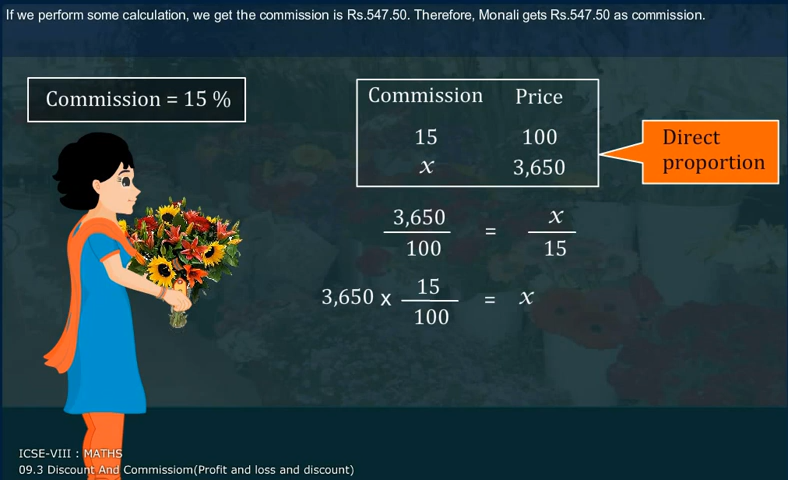 If we perform some calculation, we get the commission is Rs.547.50. Therefore, Monali gets Rs.547.50 as commission.
Commission = 15 %
Commission Price
15 100
x 3,650
Direct
proportion
3,650 / 100 = x / 15
3,650 x 15 / 100 = x
ICSE-VIII : MATHS
09.3 Discount And Commissiom(Profit and loss and discount)